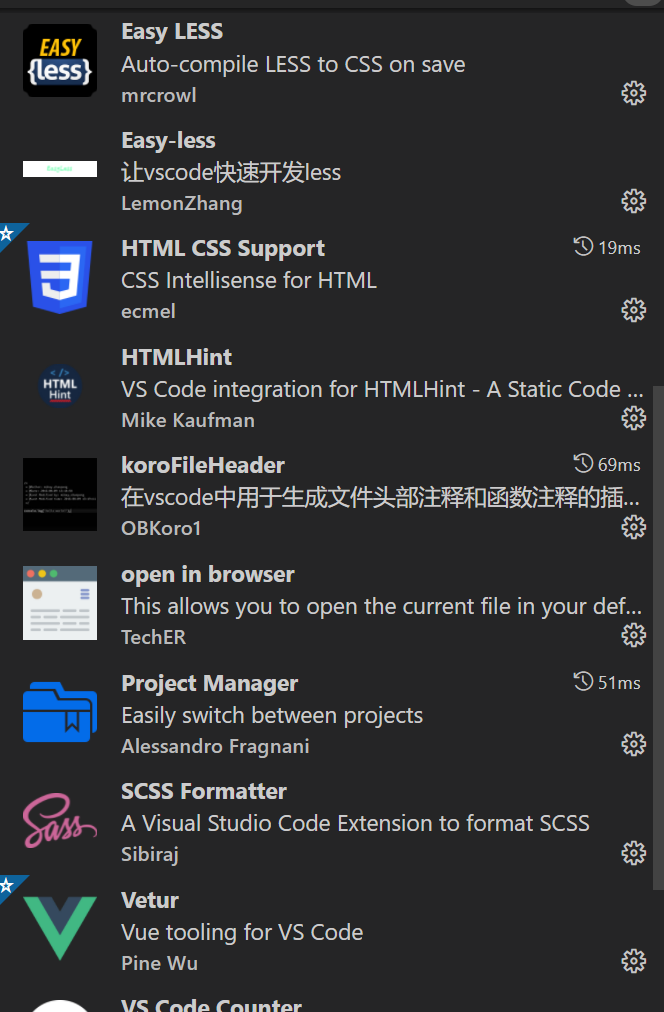 EASY
{less}
Easy LESS
Auto-compile LESS to CSS on save
mrcrowl
EasyLess
Easy-less
让vscode快速开发less
LemonZhang
HTML CSS Support
19ms
CSS Intellisense for HTML
ecmel
</>
HTML
Hint
HTMLHint
VS Code integration for HTMLHint - A Static Code ...
Mike Kaufman
koroFileHeader
69ms
在vscode中用于生成文件头部注释和函数注释的插...
OBKoro1
open in browser
This allows you to open the current file in your def...
TechER
Project Manager
51ms
Easily switch between projects
Alessandro Fragnani
Sass
SCSS Formatter
A Visual Studio Code Extension to format SCSS
Sibiraj
Vetur
Vue tooling for VS Code
Pine Wu
VS Code Counter